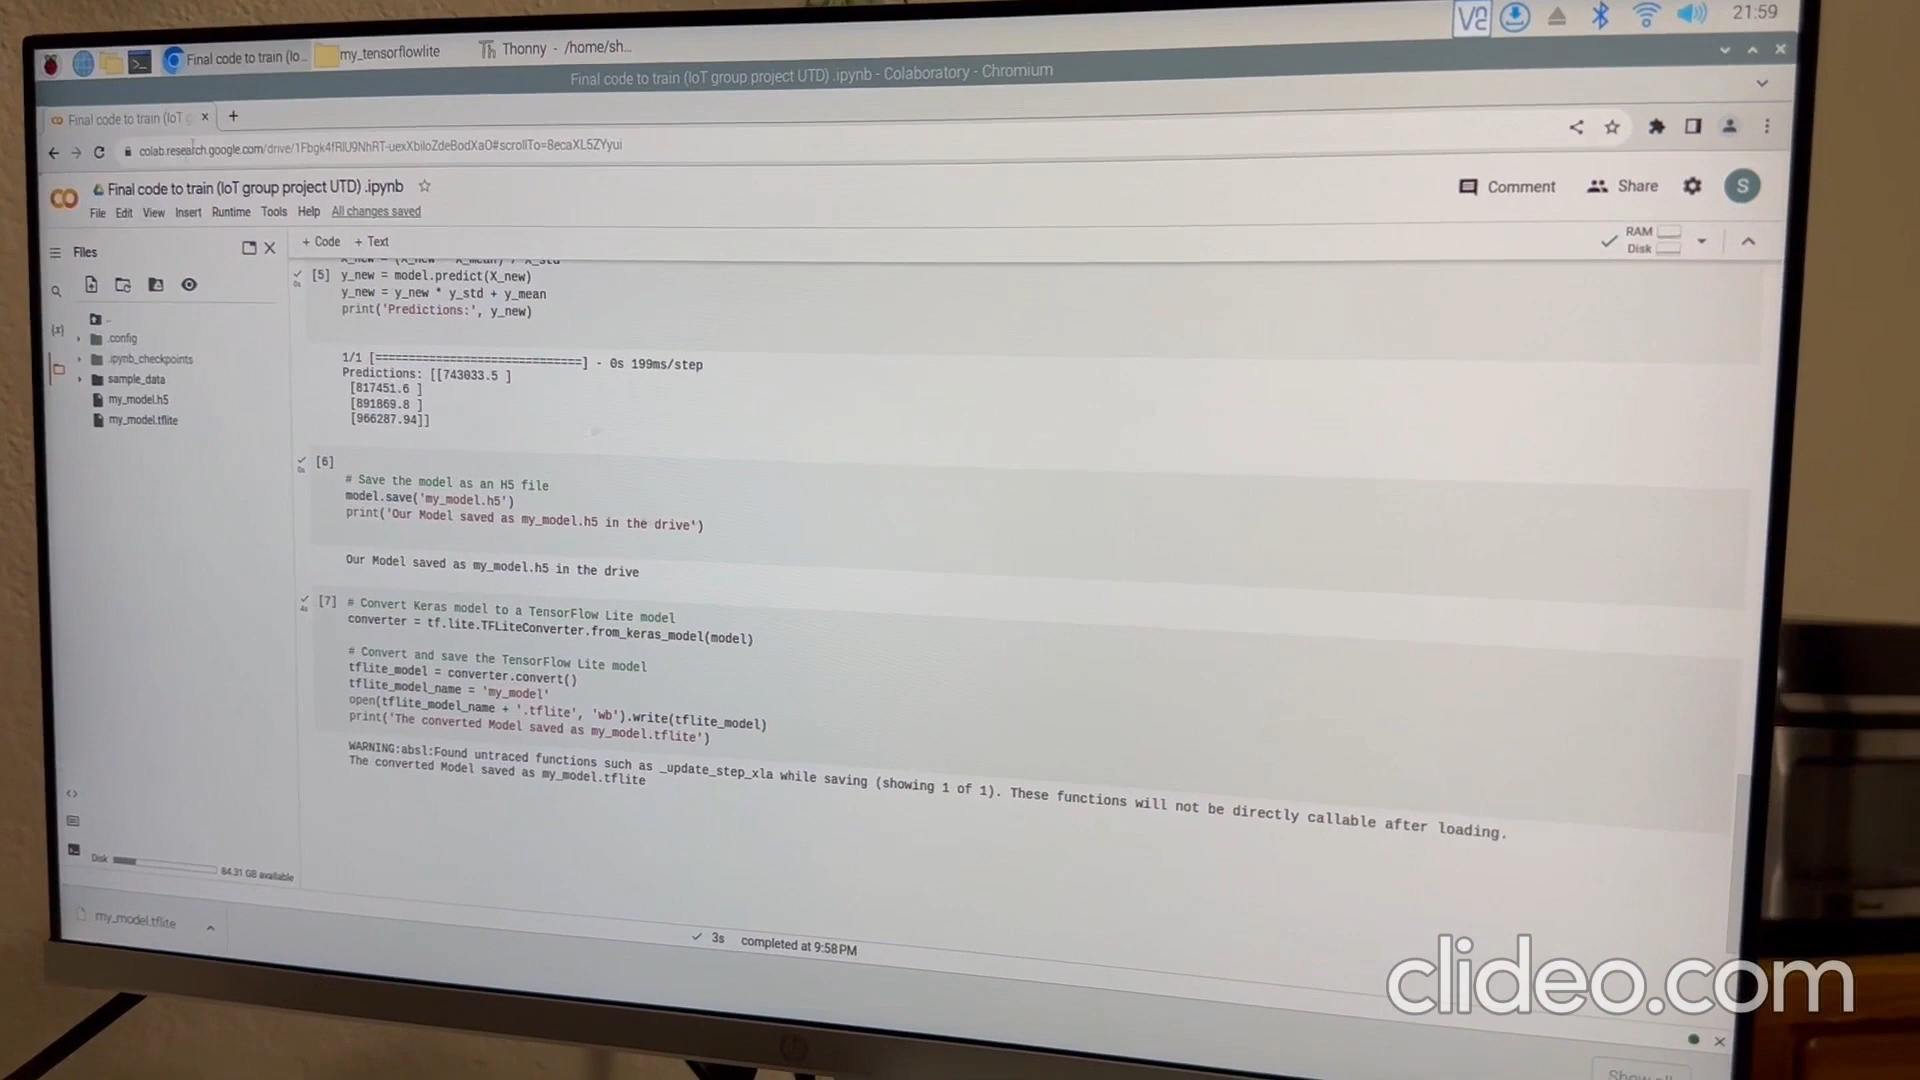 Final code to train (Io...
my_tensorflowlite
Thonny - /home/sh...
21:59
Final code to train (IoT group project UTD) .ipynb - Colaboratory - Chromium
Final code to train (IoT g
colab.research.google.com/drive/1Fbgk4fRlU9NhRT-uexXbiloZdeBodXaO#scrollTo=8ecaXL5ZYyui
Final code to train (IoT group project UTD) .ipynb
Comment
Share
S
File Edit View Insert Runtime Tools Help All changes saved
Files
+ Code + Text
RAM
Disk
.config
.ipynb_checkpoints
sample_data
my_model.h5
my_model.tflite
[5] y_new = model.predict(X_new)
y_new = y_new * y_std + y_mean
print('Predictions:', y_new)
1/1 [==============================] - 0s 199ms/step
Predictions: [[743033.5 ]
[817451.6 ]
[891869.8 ]
[966287.94]]
[6]
# Save the model as an H5 file
model.save('my_model.h5')
print('Our Model saved as my_model.h5 in the drive')
Our Model saved as my_model.h5 in the drive
[7] # Convert Keras model to a TensorFlow Lite model
converter = tf.lite.TFLiteConverter.from_keras_model(model)
# Convert and save the TensorFlow Lite model
tflite_model = converter.convert()
tflite_model_name = 'my_model'
open(tflite_model_name + '.tflite', 'wb').write(tflite_model)
print('The converted Model saved as my_model.tflite')
WARNING:absl:Found untraced functions such as _update_step_xla while saving (showing 1 of 1). These functions will not be directly callable after loading.
The converted Model saved as my_model.tflite
Disk 84.31 GB available
my_model.tflite
3s completed at 9:58 PM
clideo.com